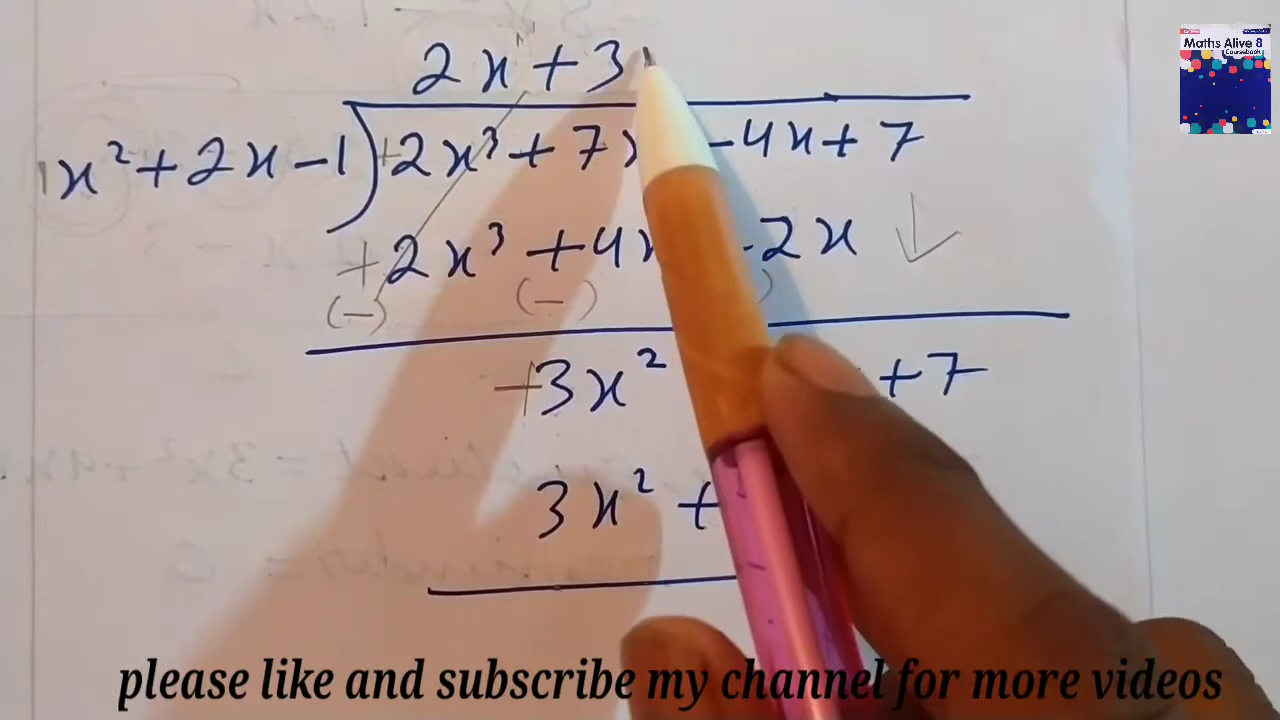 Maths Alive 8
Coursebook
2x + 3
x² + 2x - 1) 2x³ + 7x - 4x + 7
+2x³ + 4x - 2x
(-) (-) )
+3x² + 7
3x² +
please like and subscribe my channel for more videos